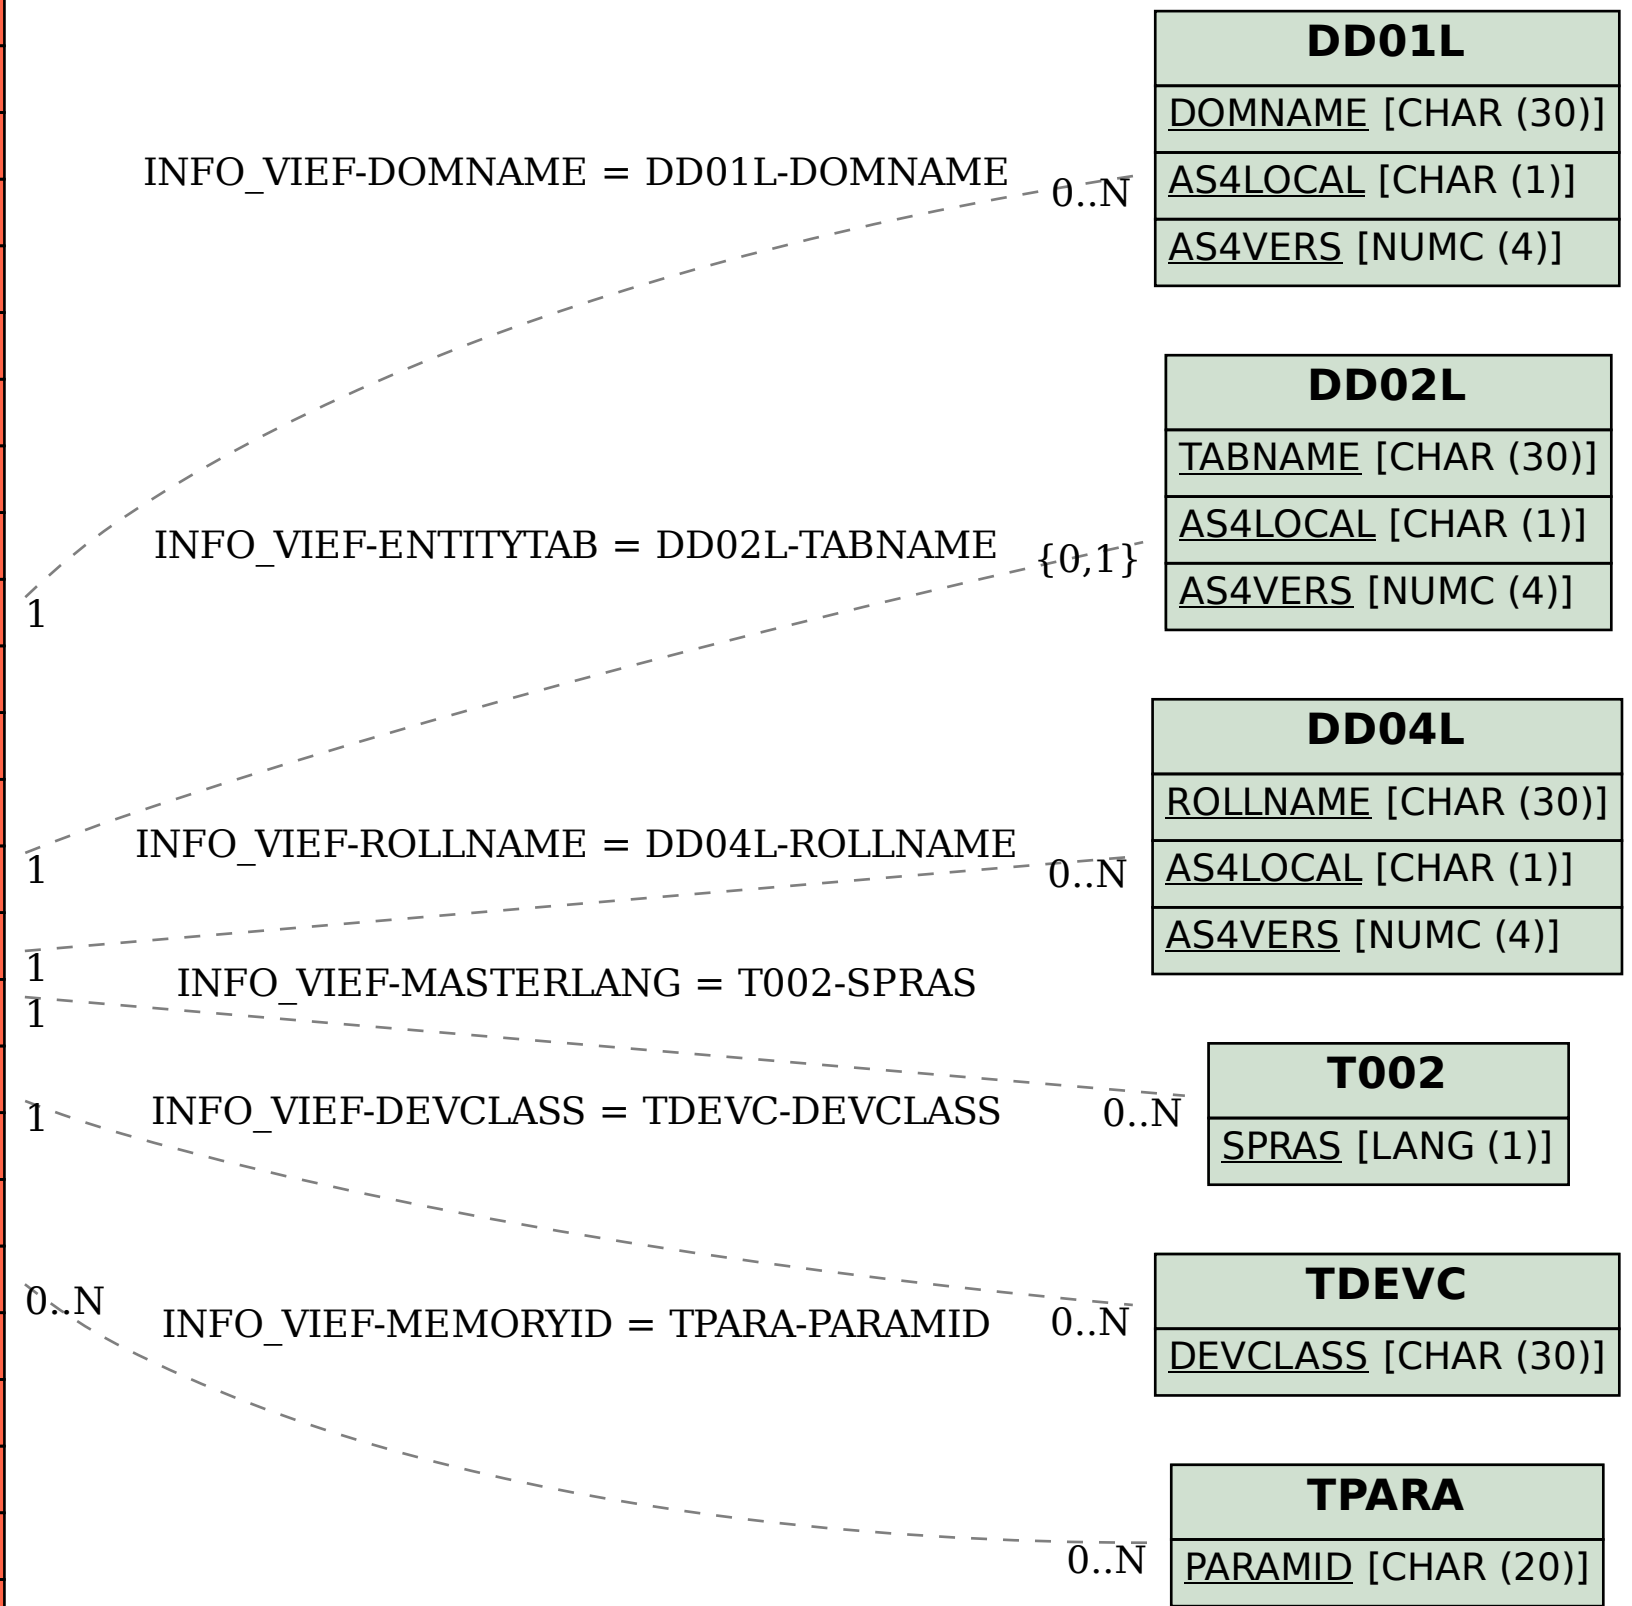 DD01L
DOMNAME [CHAR (30)]
AS4LOCAL [CHAR (1)]
AS4VERS [NUMC (4)]
INFO_VIEF-DOMNAME = DD01L-DOMNAME
0..N
1
DD02L
TABNAME [CHAR (30)]
AS4LOCAL [CHAR (1)]
AS4VERS [NUMC (4)]
INFO_VIEF-ENTITYTAB = DD02L-TABNAME
{0,1}
1
DD04L
ROLLNAME [CHAR (30)]
AS4LOCAL [CHAR (1)]
AS4VERS [NUMC (4)]
INFO_VIEF-ROLLNAME = DD04L-ROLLNAME
0..N
1
INFO_VIEF-MASTERLANG = T002-SPRAS
1
0..N
T002
SPRAS [LANG (1)]
INFO_VIEF-DEVCLASS = TDEVC-DEVCLASS
1
0..N
TDEVC
DEVCLASS [CHAR (30)]
INFO_VIEF-MEMORYID = TPARA-PARAMID
0..N
0..N
TPARA
PARAMID [CHAR (20)]